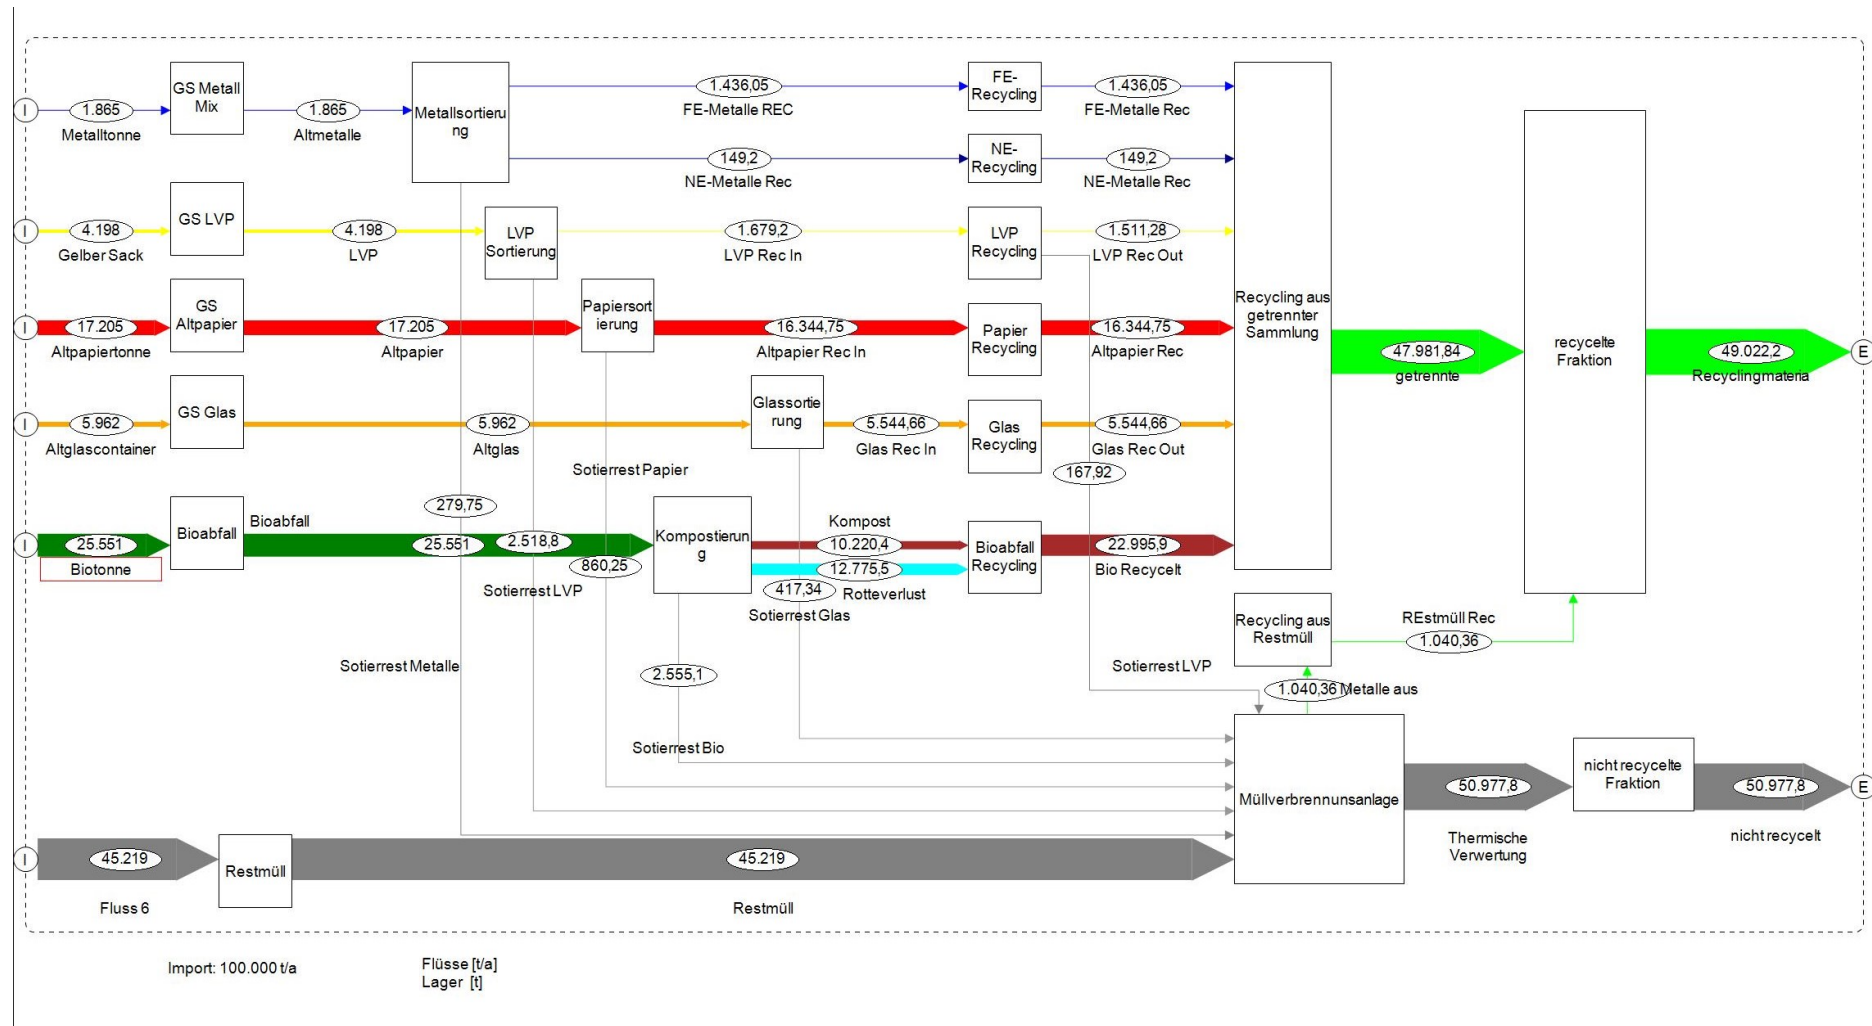 I
1.865
Metalltonne
GS Metall
Mix
1.865
Altmetalle
Metallsortieru
ng
1.436,05
FE-Metalle REC
FE-
Recycling
1.436,05
FE-Metalle Rec
149,2
NE-Metalle Rec
NE-
Recycling
149,2
NE-Metalle Rec
I
4.198
Gelber Sack
GS LVP
4.198
LVP
LVP
Sortierung
1.679,2
LVP Rec In
LVP
Recycling
1.511,28
LVP Rec Out
I
17.205
Altpapiertonne
GS
Altpapier
17.205
Altpapier
Papiersort
ierung
16.344,75
Altpapier Rec In
Papier
Recycling
16.344,75
Altpapier Rec
Recycling aus
getrennter
Sammlung
47.981,84
getrennte
recycelte
Fraktion
49.022,2
Recyclingmateria
E
I
5.962
Altglascontainer
GS Glas
5.962
Altglas
Glassortie
rung
5.544,66
Glas Rec In
Glas
Recycling
5.544,66
Glas Rec Out
Sotierrest Papier
167,92
279,75
I
25.551
Biotonne
Bioabfall
Bioabfall
25.551
2.518,8
860,25
Sotierrest LVP
Kompostierun
g
Kompost
10.220,4
12.775,5
Rotteverlust
417,34
Sotierrest Glas
Bioabfall
Recycling
22.995,9
Bio Recycelt
Recycling aus
Restmüll
REstmüll Rec
1.040,36
Sotierrest Metalle
2.555,1
Sotierrest LVP
1.040,36
Metalle aus
Sotierrest Bio
Müllverbrennunsanlage
50.977,8
Thermische
Verwertung
nicht recycelte
Fraktion
50.977,8
nicht recycelt
E
I
45.219
Fluss 6
Restmüll
45.219
Restmüll
Import: 100.000 t/a
Flüsse [t/a]
Lager [t]